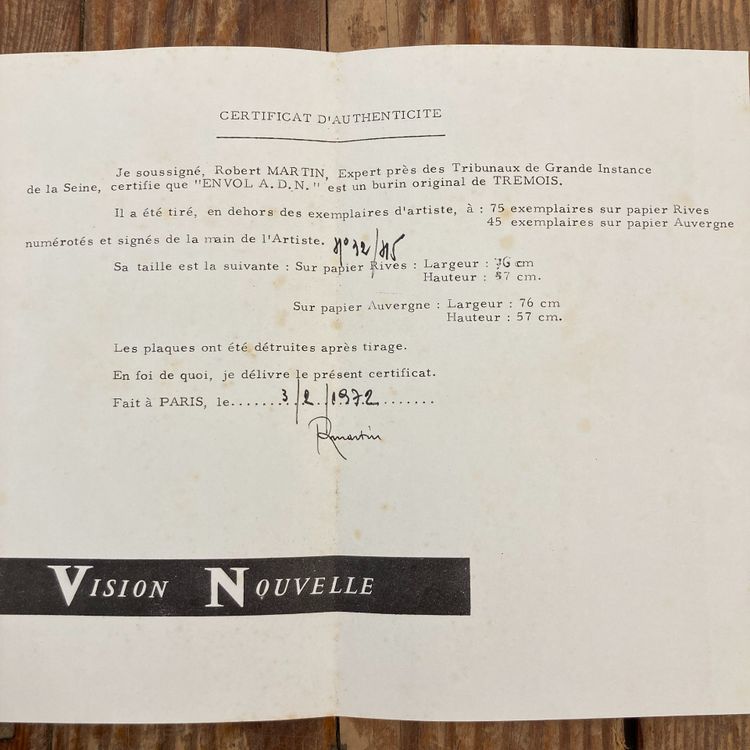 CERTIFICAT D'AUTHENTICITE
Je soussigné, Robert MARTIN, Expert près des Tribunaux de Grande Instance
de la Seine, certifie que "ENVOL A.D.N." est un burin original de TREMOIS.
Il a été tiré, en dehors des exemplaires d'artiste, à : 75 exemplaires sur papier Rives
45 exemplaires sur papier Auvergne
numérotés et signés de la main de l'Artiste.
Sa taille est la suivante : Sur papier Rives : Largeur : 76 cm
Hauteur : 57 cm.
Sur papier Auvergne : Largeur : 76 cm
Hauteur : 57 cm.
Les plaques ont été détruites après tirage.
En foi de quoi, je délivre le présent certificat.
Fait à PARIS, le......3/2/1972.......
RMartin
VISION NOUVELLE